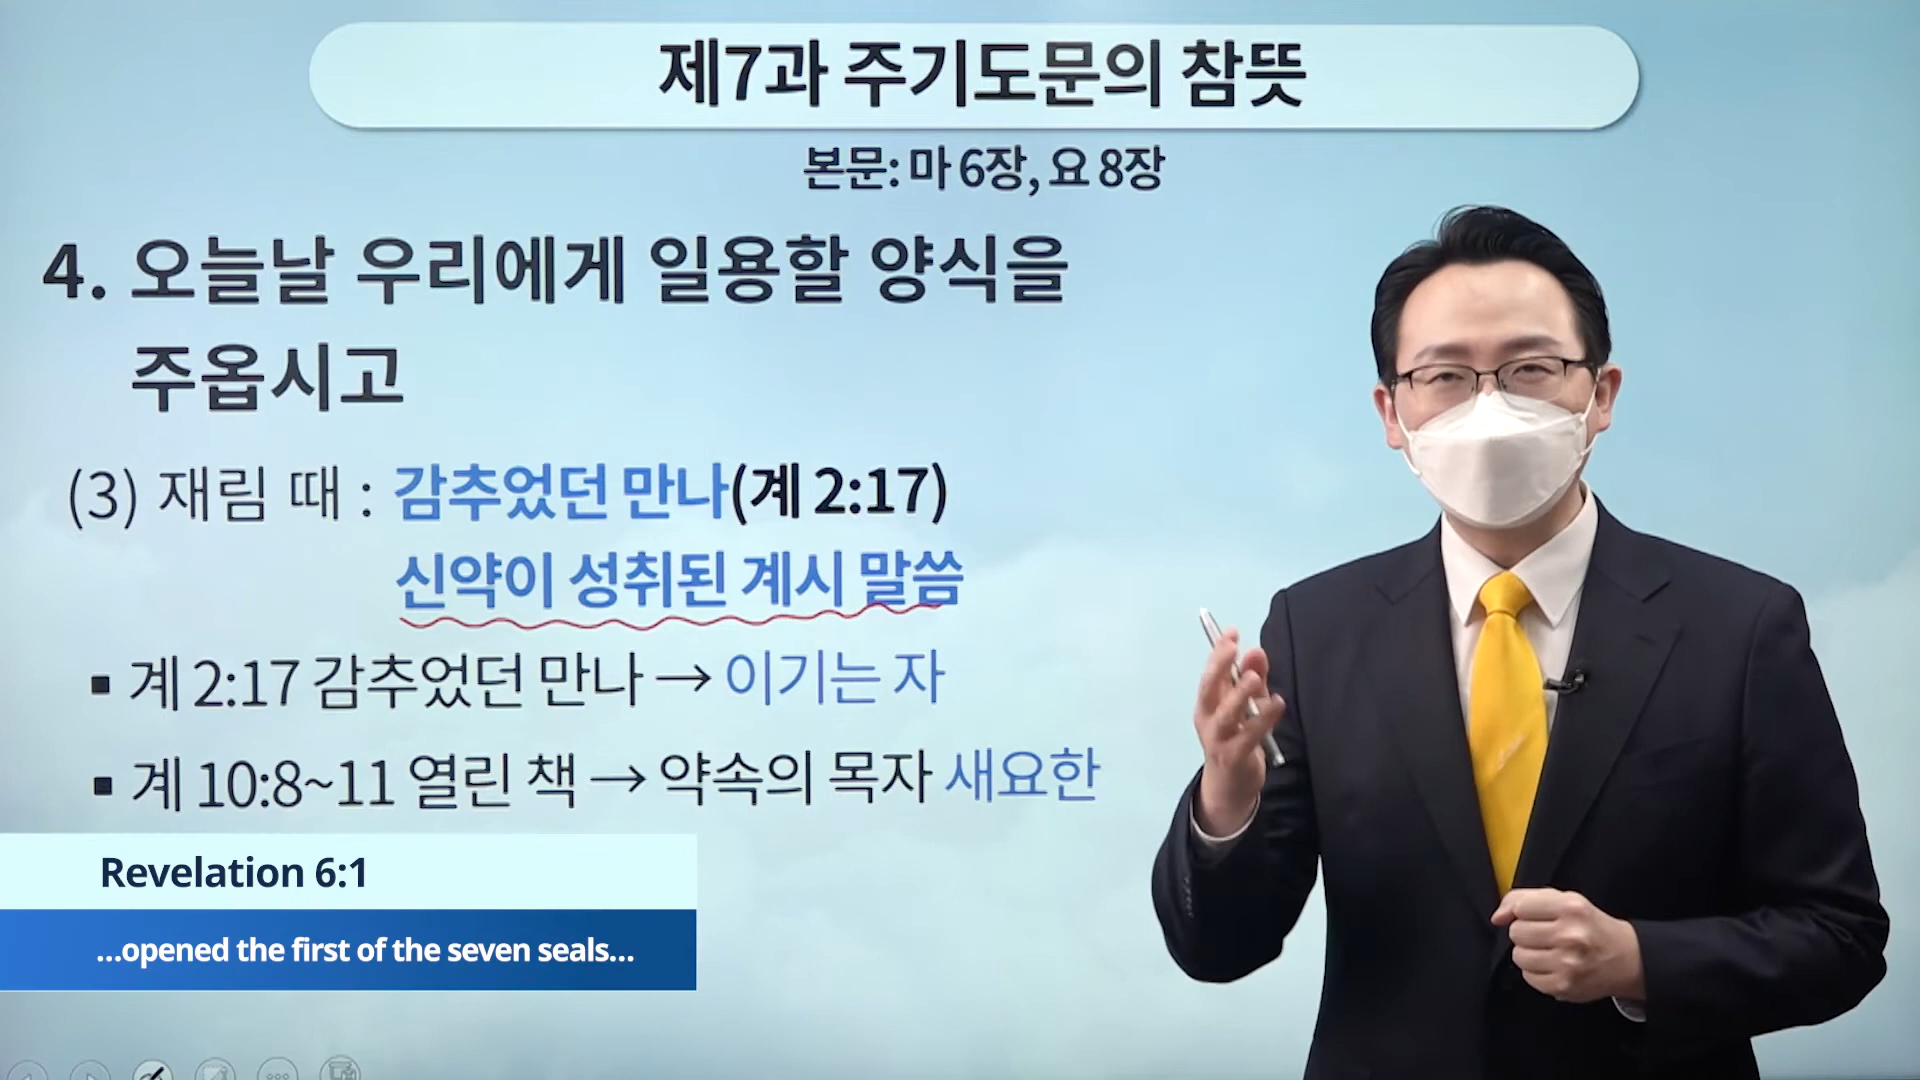 제7과 주기도문의 참뜻
본문: 마 6장, 요 8장
4. 오늘날 우리에게 일용할 양식을
주옵시고
(3) 재림 때 : 감추었던 만나(계 2:17)
신약이 성취된 계시 말씀
▪ 계 2:17 감추었던 만나 → 이기는 자
▪ 계 10:8~11 열린 책 → 약속의 목자 새요한
Revelation 6:1
...opened the first of the seven seals...